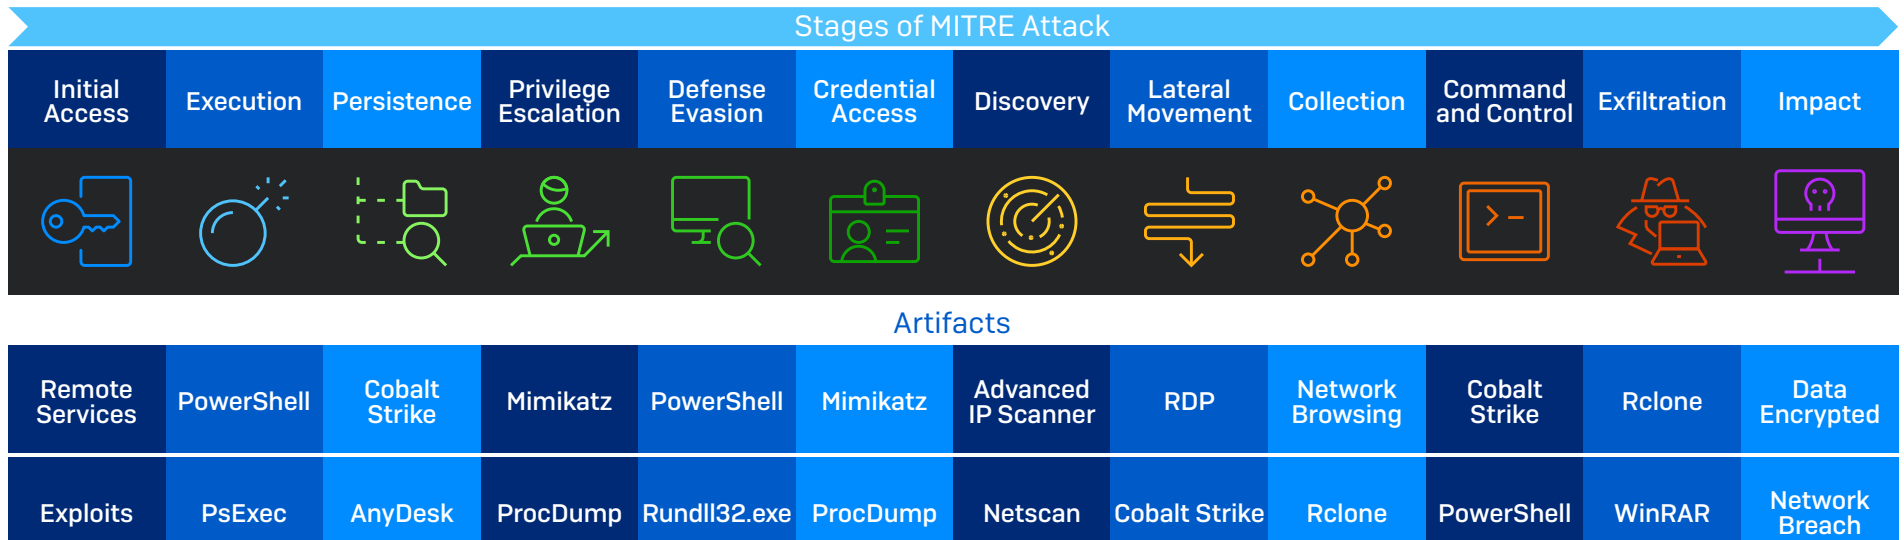 Stages of MITRE Attack
Initial
Access
Execution
Persistence
Privilege
Escalation
Defense
Evasion
Credential
Access
Discovery
Lateral
Movement
Collection
Command
and Control
Exfiltration
Impact
Artifacts
Remote
Services
PowerShell
Cobalt
Strike
Mimikatz
PowerShell
Mimikatz
Advanced
IP Scanner
RDP
Network
Browsing
Cobalt
Strike
Rclone
Data
Encrypted
Exploits
PsExec
AnyDesk
ProcDump
Rundll32.exe
ProcDump
Netscan
Cobalt Strike
Rclone
PowerShell
WinRAR
Network
Breach